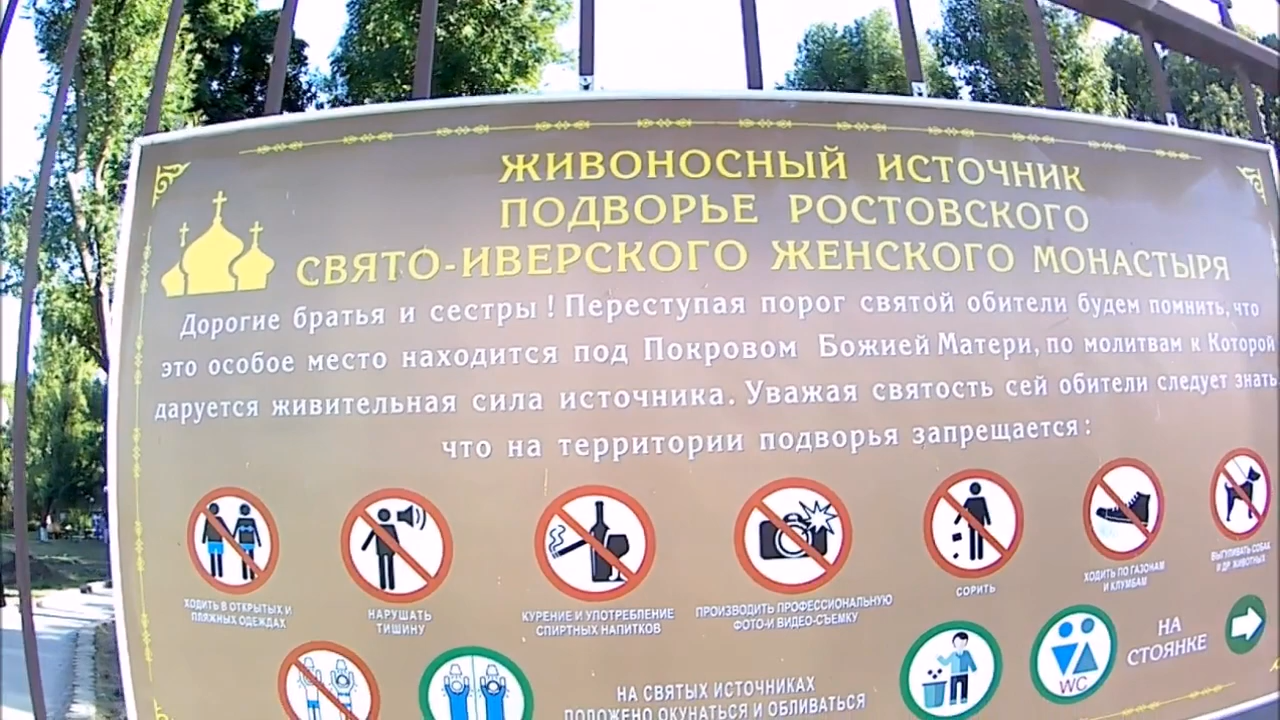 ЖИВОНОСНЫЙ ИСТОЧНИК
ПОДВОРЬЕ РОСТОВСКОГО
СВЯТО-ИВЕРСКОГО ЖЕНСКОГО МОНАСТЫРЯ
Дорогие братья и сестры! Переступая порог святой обители будем помнить, что
это особое место находится под Покровом Божией Матери, по молитвам к Которой
даруется живительная сила источника. Уважая святость сей обители следует знать,
что на территории подворья запрещается:
ХОДИТЬ В ОТКРЫТЫХ И
ПЛЯЖНЫХ ОДЕЖДАХ
НАРУШАТЬ
ТИШИНУ
КУРЕНИЕ И УПОТРЕБЛЕНИЕ
СПИРТНЫХ НАПИТКОВ
ПРОИЗВОДИТЬ ПРОФЕССИОНАЛЬНУЮ
ФОТО-И ВИДЕО-СЪЕМКУ
СОРИТЬ
ХОДИТЬ ПО ГАЗОНАМ
И КЛУМБАМ
ВЫГУЛИВАТЬ СОБАК
И ДР. ЖИВОТНЫХ
НА СВЯТЫХ ИСТОЧНИКАХ
ПОЛОЖЕНО ОКУНАТЬСЯ И ОБЛИВАТЬСЯ
WC
НА
СТОЯНКЕ